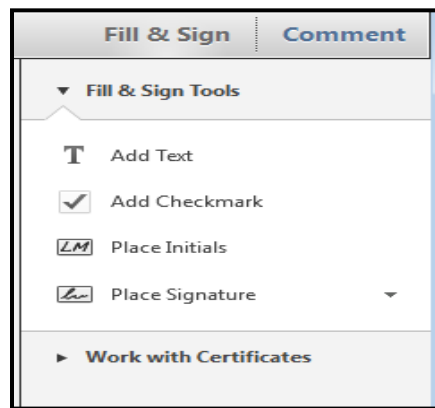 Fill & Sign Comment
Fill & Sign Tools
T Add Text
Add Checkmark
LM Place Initials
Place Signature
Work with Certificates